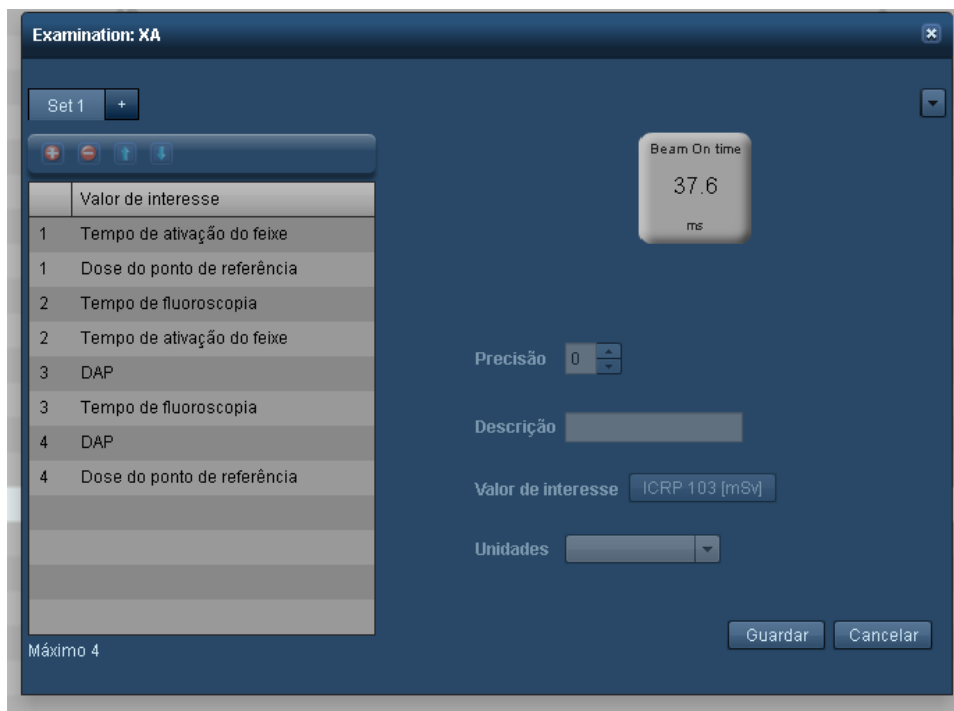 Examination: XA
Set 1 +
Valor de interesse
1 Tempo de ativação do feixe
1 Dose do ponto de referência
2 Tempo de fluoroscopia
2 Tempo de ativação do feixe
3 DAP
3 Tempo de fluoroscopia
4 DAP
4 Dose do ponto de referência
Máximo 4
Beam On time
37.6
ms
Precisão 0
Descrição
Valor de interesse ICRP 103 [mSv]
Unidades
Guardar Cancelar